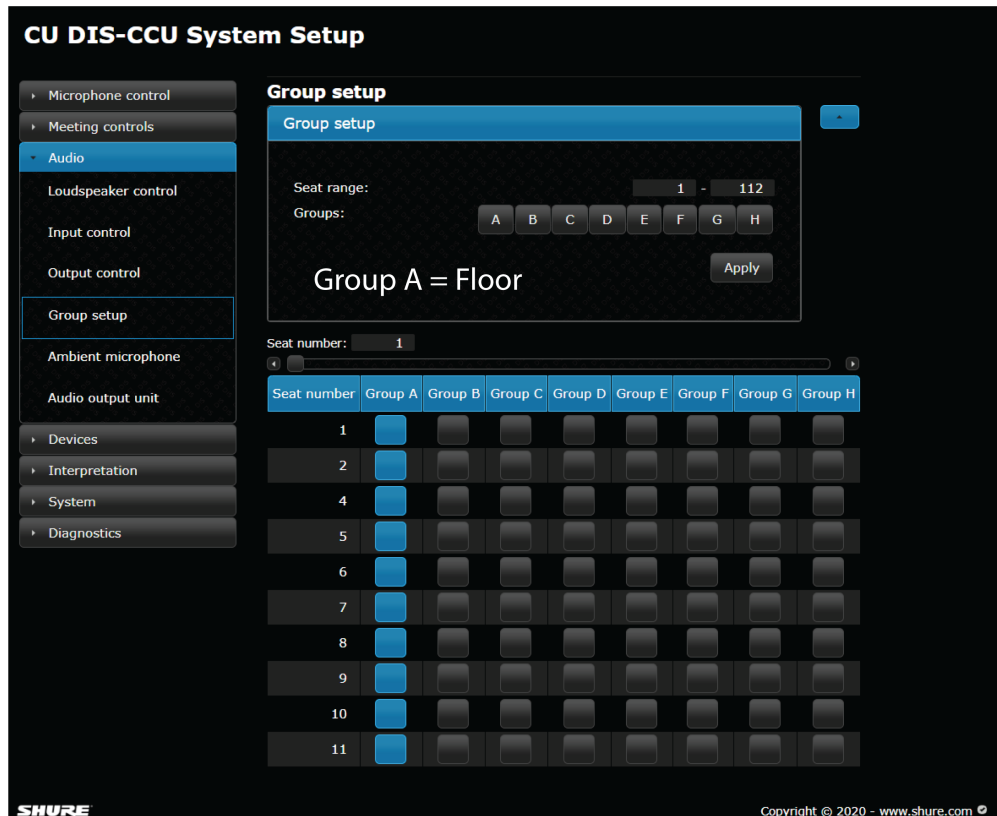 CU DIS-CCU System Setup
Microphone control
Meeting controls
Audio
Loudspeaker control
Input control
Output control
Group setup
Ambient microphone
Audio output unit
Devices
Interpretation
System
Diagnostics
Group setup
Group setup
Seat range: 1 - 112
Groups: A B C D E F G H
Apply
Group A = Floor
Seat number: 1
Seat number Group A Group B Group C Group D Group E Group F Group G Group H
1
2
4
5
6
7
8
9
10
11
SHURE
Copyright © 2020 - www.shure.com